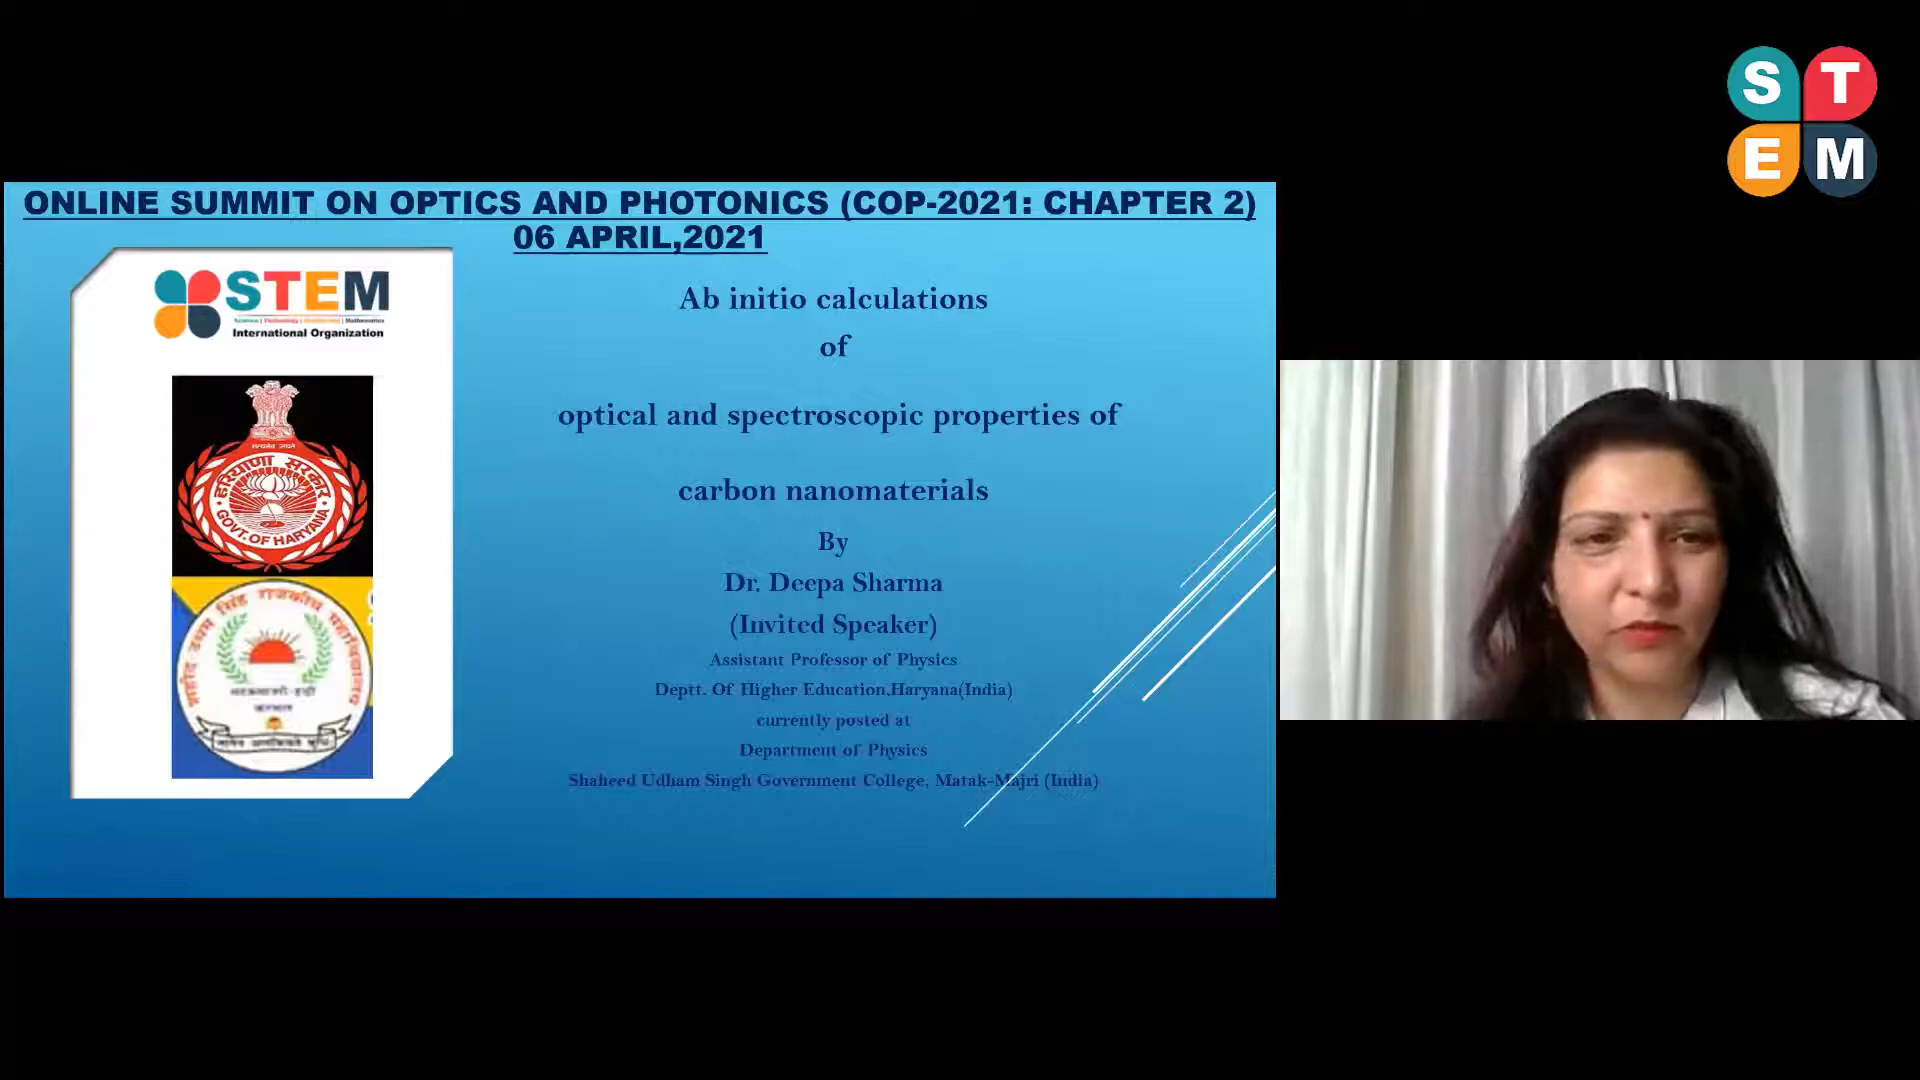 S T
E M
ONLINE SUMMIT ON OPTICS AND PHOTONICS (COP-2021: CHAPTER 2)
06 APRIL,2021
STEM
International Organization
हरियाणा सरकार
GOVT. OF HARYANA
Ab initio calculations
of
optical and spectroscopic properties of
carbon nanomaterials
By
Dr. Deepa Sharma
(Invited Speaker)
Assistant Professor of Physics
Deptt. Of Higher Education,Haryana(India)
currently posted at
Department of Physics
Shaheed Udham Singh Government College, Matak-Majri (India)